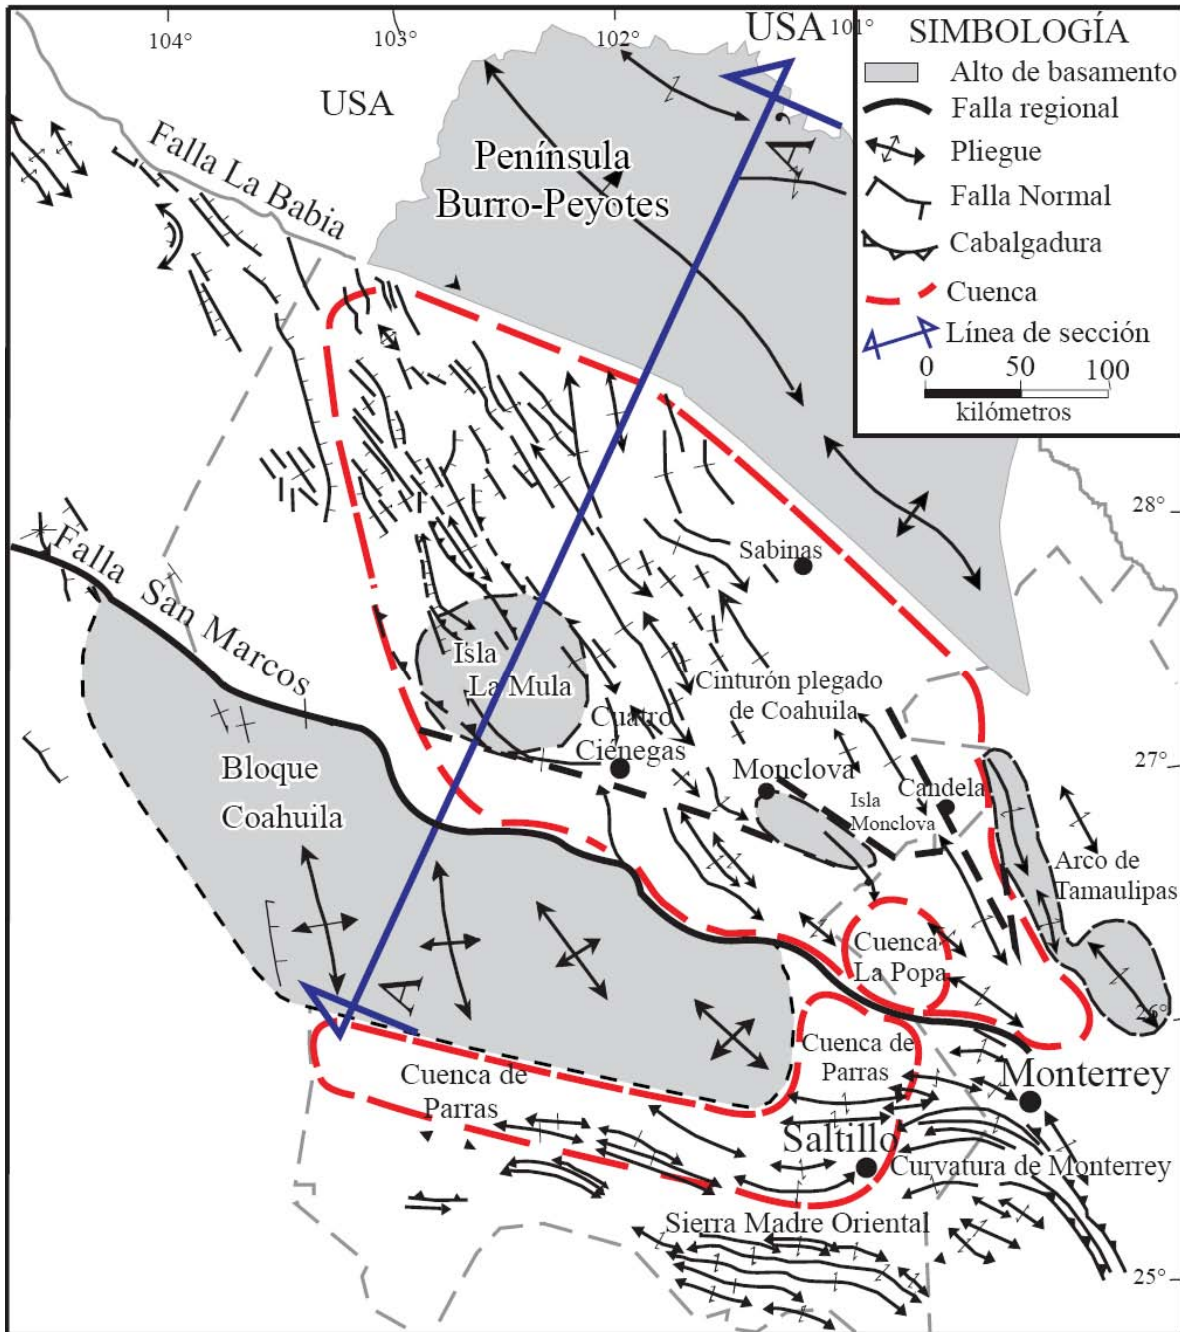 104°
103°
102°
USA
101°
USA
SIMBOLOGÍA
Alto de basamento
Falla regional
Pliegue
Falla Normal
Cabalgadura
Cuenca
Línea de sección
0 50 100
kilómetros
Falla La Babia
Península
Burro-Peyotes
A'
28°
Sabinas
Falla San Marcos
Isla
La Mula
Cinturón plegado
de Coahuila
Cuatro
Ciénegas
27°
Bloque
Coahuila
Monclova
Candela
Isla
Monclova
Arco de
Tamaulipas
Cuenca
La Popa
A
26°
Cuenca de
Parras
Cuenca de
Parras
Monterrey
Saltillo
Curvatura de Monterrey
Sierra Madre Oriental
25°